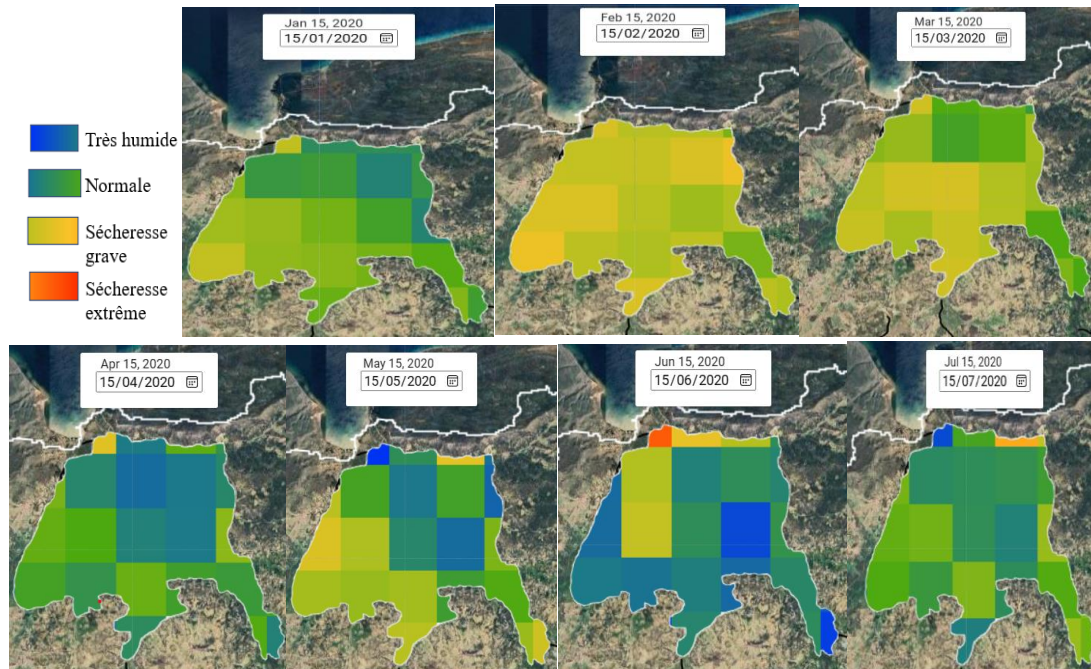 Jan 15, 2020
15/01/2020
Feb 15, 2020
15/02/2020
Mar 15, 2020
15/03/2020
Très humide
Normale
Sécheresse
grave
Sécheresse
extrême
Apr 15, 2020
15/04/2020
May 15, 2020
15/05/2020
Jun 15, 2020
15/06/2020
Jul 15, 2020
15/07/2020